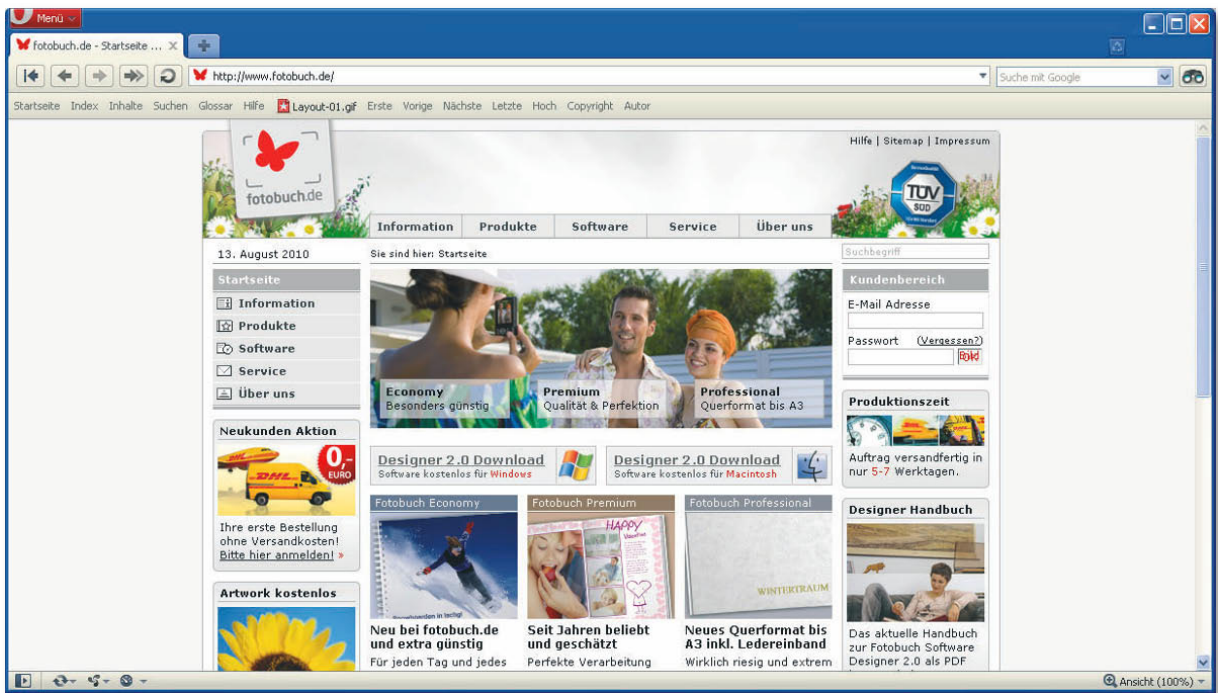 Menü
fotobuch.de - Startseite ...
http://www.fotobuch.de/
Suche mit Google
Startseite Index Inhalte Suchen Glossar Hilfe Layout-01.gif Erste Vorige Nächste Letzte Hoch Copyright Autor
Hilfe | Sitemap | Impressum
fotobuch.de
TÜV
SÜD
Information Produkte Software Service Über uns
13. August 2010
Sie sind hier: Startseite
Suchbegriff
Startseite
Information
Produkte
Software
Service
Über uns
Neukunden Aktion
0,-
EURO
DHL
Ihre erste Bestellung
ohne Versandkosten!
Bitte hier anmelden! »
Artwork kostenlos
Economy
Besonders günstig
Premium
Qualität & Perfektion
Professional
Querformat bis A3
Designer 2.0 Download
Software kostenlos für Windows
Designer 2.0 Download
Software kostenlos für Macintosh
Fotobuch Economy
Neu bei fotobuch.de
und extra günstig
Für jeden Tag und jedes
Fotobuch Premium
HAPPY
Valentine
Seit Jahren beliebt
und geschätzt
Perfekte Verarbeitung
Fotobuch Professional
WINTERTRAUM
Neues Querformat bis
A3 inkl. Ledereinband
Wirklich riesig und extrem
Kundenbereich
E-Mail Adresse
Passwort (Vergessen?)
Bild
Produktionszeit
Auftrag versandfertig in
nur 5-7 Werktagen.
Designer Handbuch
Das aktuelle Handbuch
zur Fotobuch Software
Designer 2.0 als PDF
Ansicht (100%)